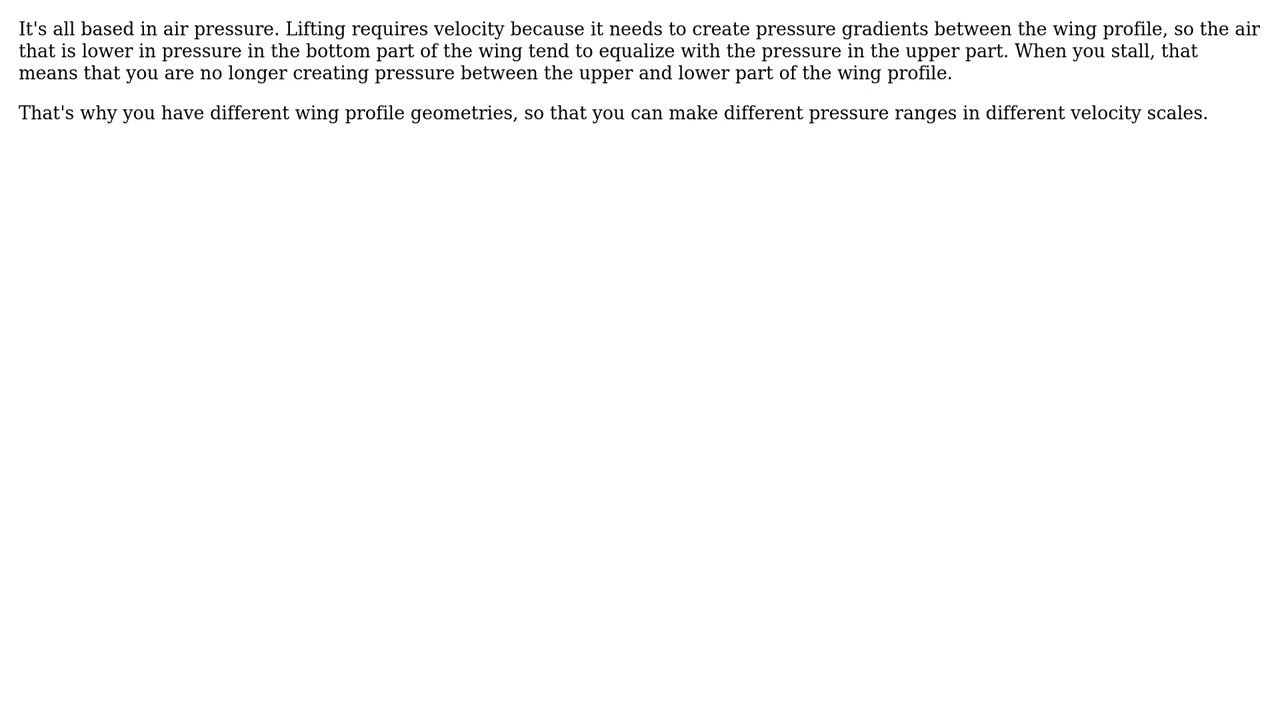 It's all based in air pressure. Lifting requires velocity because it needs to create pressure gradients between the wing profile, so the air
that is lower in pressure in the bottom part of the wing tend to equalize with the pressure in the upper part. When you stall, that
means that you are no longer creating pressure between the upper and lower part of the wing profile.
That's why you have different wing profile geometries, so that you can make different pressure ranges in different velocity scales.